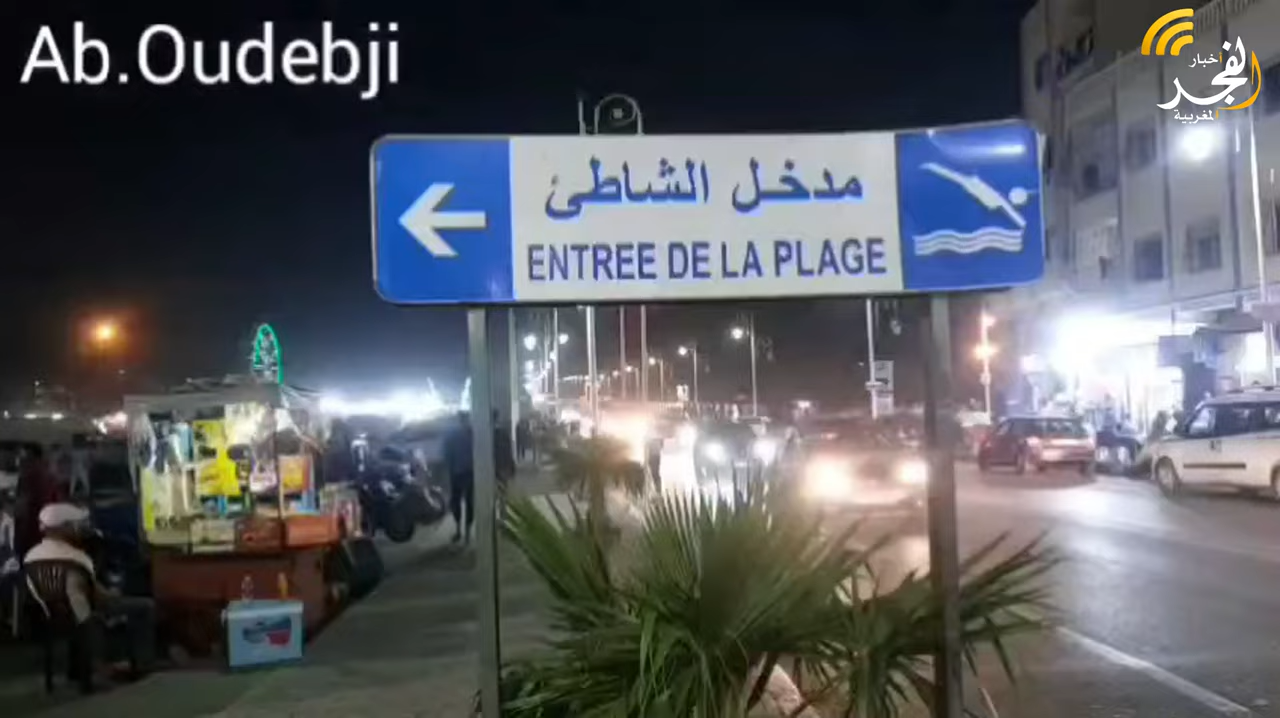 Ab.Oudebji
أخبار
الفجر
المغربية
مدخل الشاطئ
ENTREE DE LA PLAGE